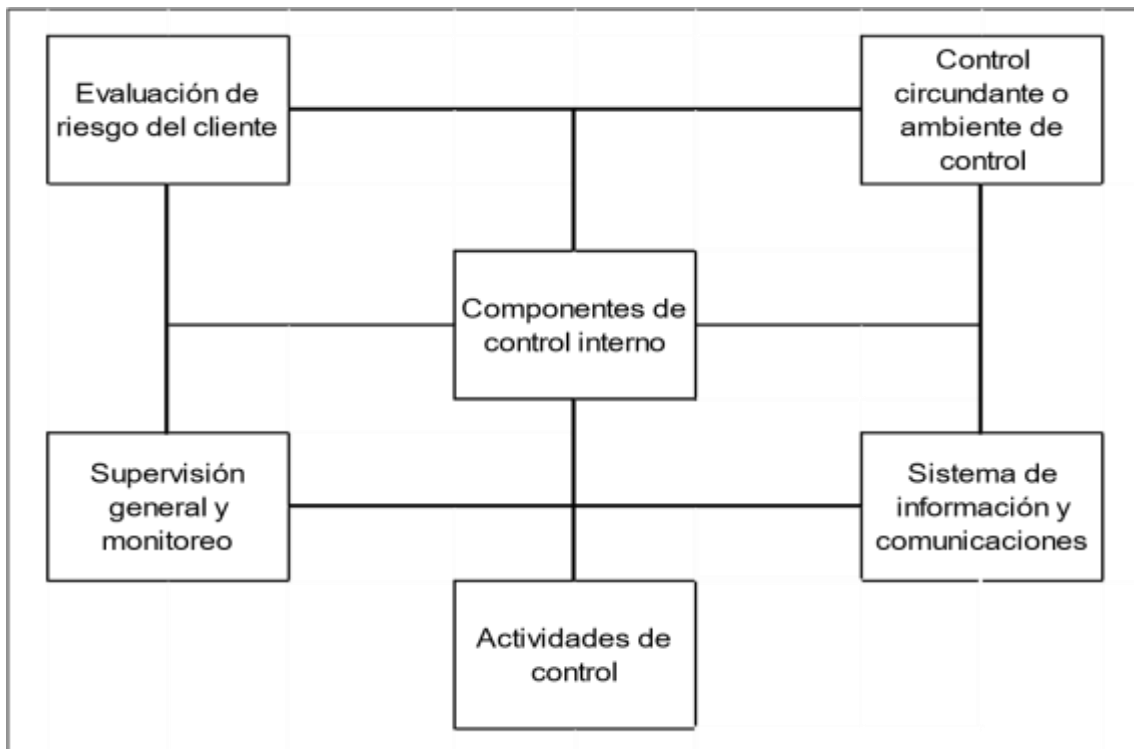 Evaluación de
riesgo del cliente
Control
circundante o
ambiente de
control
Componentes de
control interno
Supervisión
general y
monitoreo
Sistema de
información y
comunicaciones
Actividades de
control